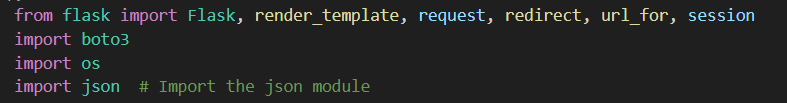 from flask import Flask, render_template, request, redirect, url_for, session
import boto3
import os
import json  # Import the json module